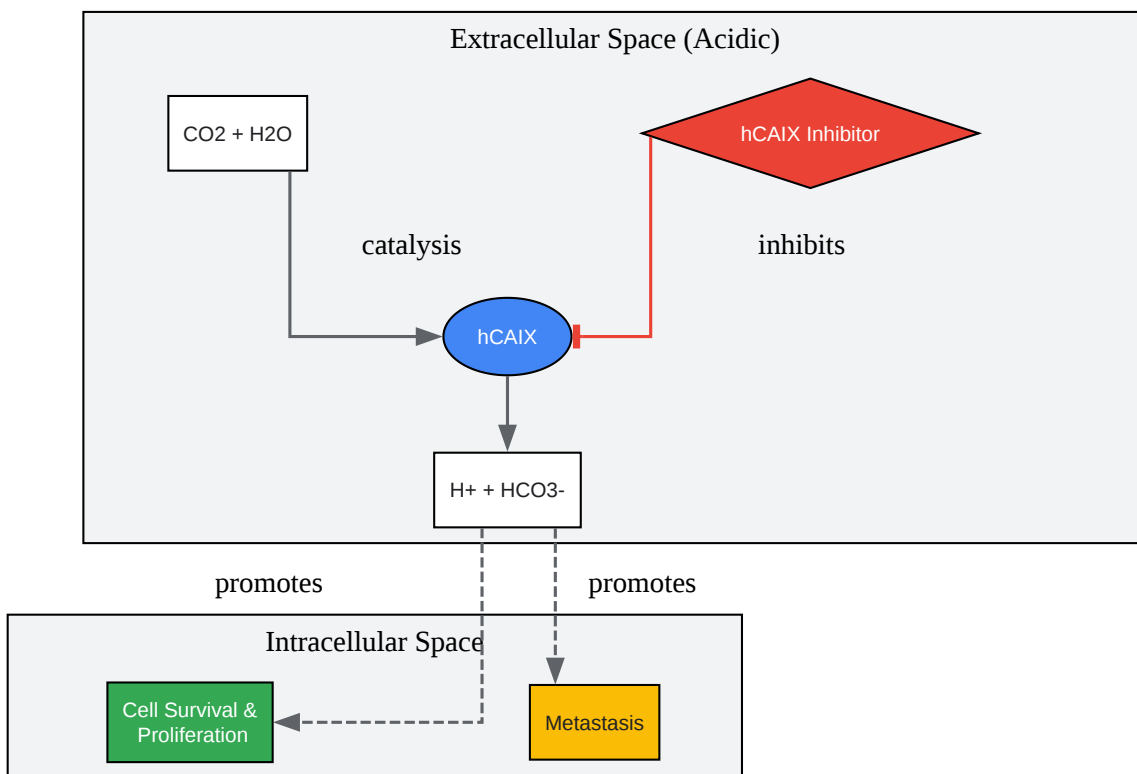 Extracellular Space (Acidic)
CO2 + H2O
hCAIX Inhibitor
catalysis
inhibits
hCAIX
H+ + HCO3-
promotes
promotes
Intracellular Space
Cell Survival &
Proliferation
Metastasis